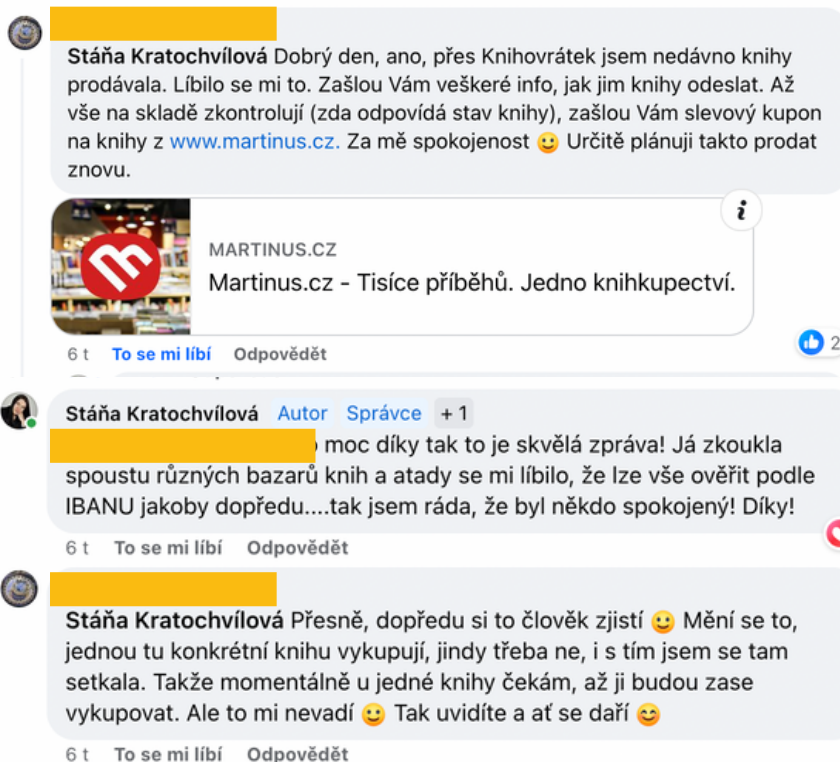 Stáňa Kratochvílová Dobrý den, ano, přes Knihovrátek jsem nedávno knihy
prodávala. Líbilo se mi to. Zašlou Vám veškeré info, jak jim knihy odeslat. Až
vše na skladě zkontrolují (zda odpovídá stav knihy), zašlou Vám slevový kupon
na knihy z www.martinus.cz. Za mě spokojenost 🙂 Určitě plánuji takto prodat
znovu.
i
MARTINUS.CZ
Martinus.cz - Tisíce příběhů. Jedno knihkupectví.
6 t To se mi líbí Odpovědět
2
Stáňa Kratochvílová Autor Správce + 1
moc díky tak to je skvělá zpráva! Já zkoukla
spoustu různých bazarů knih a atady se mi líbilo, že lze vše ověřit podle
IBANU jakoby dopředu....tak jsem ráda, že byl někdo spokojený! Díky!
6 t To se mi líbí Odpovědět
Stáňa Kratochvílová Přesně, dopředu si to člověk zjistí 🙂 Mění se to,
jednou tu konkrétní knihu vykupují, jindy třeba ne, i s tím jsem se tam
setkala. Takže momentálně u jedné knihy čekám, až ji budou zase
vykupovat. Ale to mi nevadí 🙂 Tak uvidíte a ať se daří 😊
6 t To se mi líbí Odpovědět